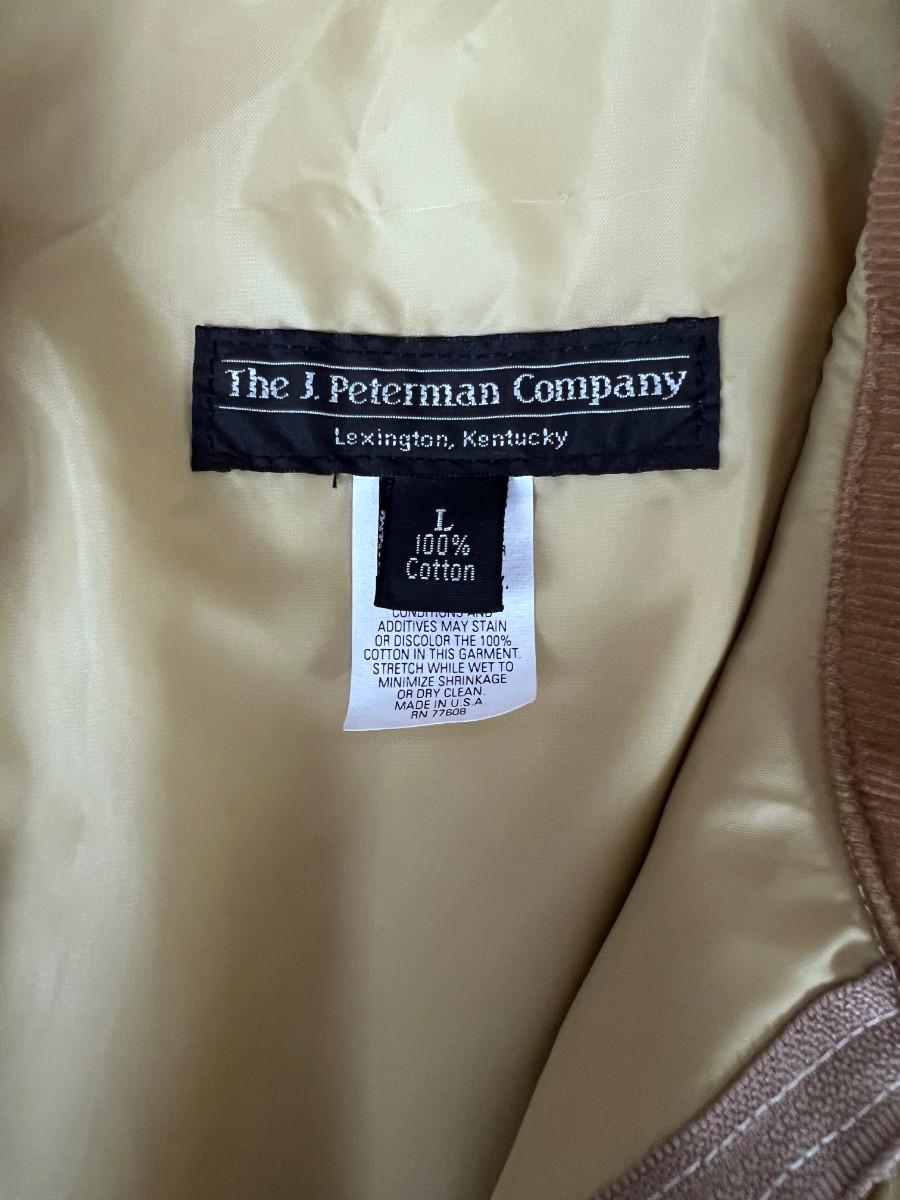 The J. Peterman Company
Lexington, Kentucky
L
100%
Cotton
CONDITIONS AND
ADDITIVES MAY STAIN
OR DISCOLOR THE 100%
COTTON IN THIS GARMENT.
STRETCH WHILE WET TO
MINIMIZE SHRINKAGE
OR DRY CLEAN.
MADE IN U.S.A.
RN 77608